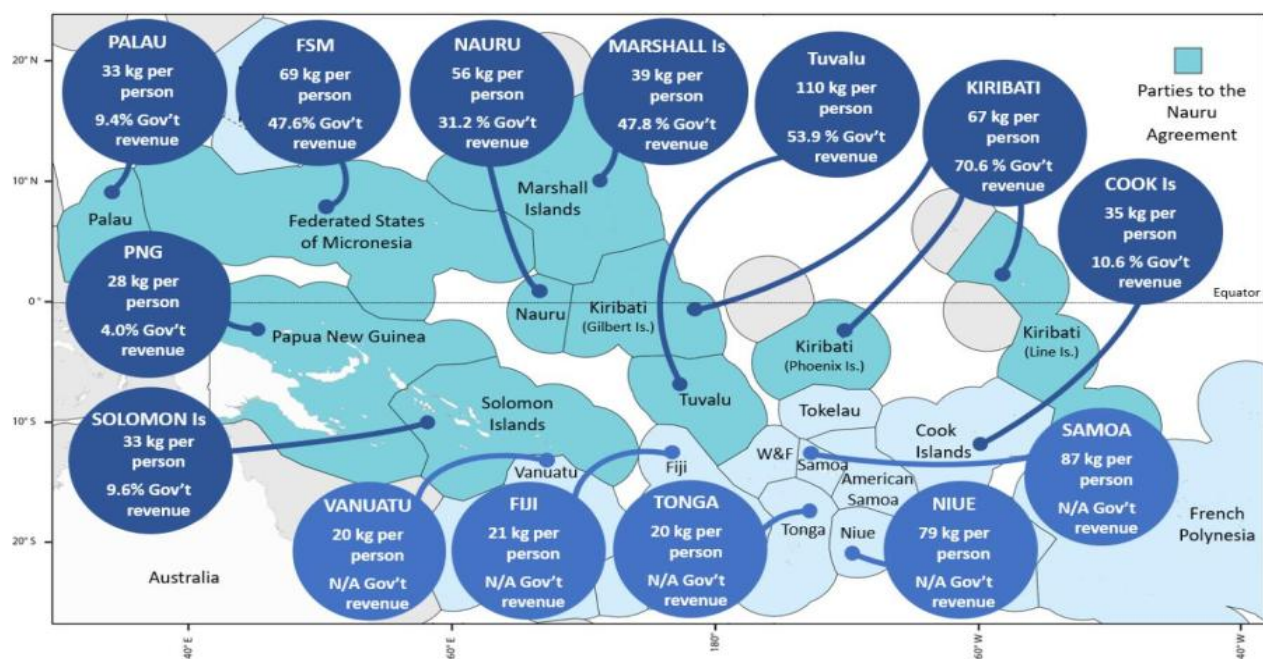 PALAU
33 kg per
person
9.4% Gov't
revenue
FSM
69 kg per
person
47.6% Gov't
revenue
NAURU
56 kg per
person
31.2 % Gov't
revenue
MARSHALL Is
39 kg per
person
47.8 % Gov't
revenue
Tuvalu
110 kg per
person
53.9 % Gov't
revenue
KIRIBATI
67 kg per
person
70.6 % Gov't
revenue
Parties to the
Nauru
Agreement
COOK Is
35 kg per
person
10.6 % Gov't
revenue
PNG
28 kg per
person
4.0% Gov't
revenue
SOLOMON Is
33 kg per
person
9.6% Gov't
revenue
VANUATU
20 kg per
person
N/A Gov't
revenue
FIJI
21 kg per
person
N/A Gov't
revenue
TONGA
20 kg per
person
N/A Gov't
revenue
NIUE
79 kg per
person
N/A Gov't
revenue
SAMOA
87 kg per
person
N/A Gov't
revenue
Palau
Federated States
of Micronesia
Marshall
Islands
Nauru
Kiribati
(Gilbert Is.)
Papua New Guinea
Kiribati
(Phoenix Is.)
Kiribati
(Line Is.)
Equator
Solomon
Islands
Tuvalu
Tokelau
Cook
Islands
Vanuatu
Fiji
W&F
Samoa
American
Samoa
Tonga
Niue
French
Polynesia
Australia
20°N
10°N
0°
10°S
20°S
40°E
60°E
180°
60°W
40°W